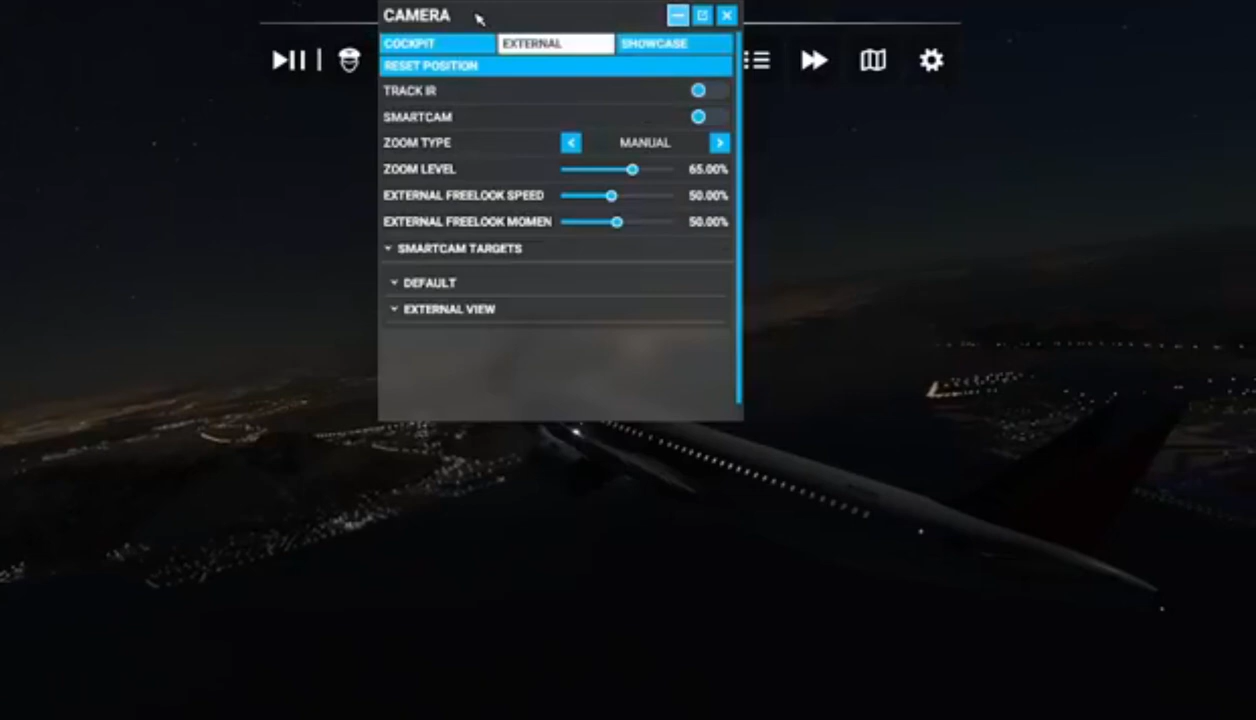 CAMERA
COCKPIT EXTERNAL SHOWCASE
RESET POSITION
TRACK IR
SMARTCAM
ZOOM TYPE MANUAL
ZOOM LEVEL 65.00%
EXTERNAL FREELOOK SPEED 50.00%
EXTERNAL FREELOOK MOMEN 50.00%
SMARTCAM TARGETS
DEFAULT
EXTERNAL VIEW